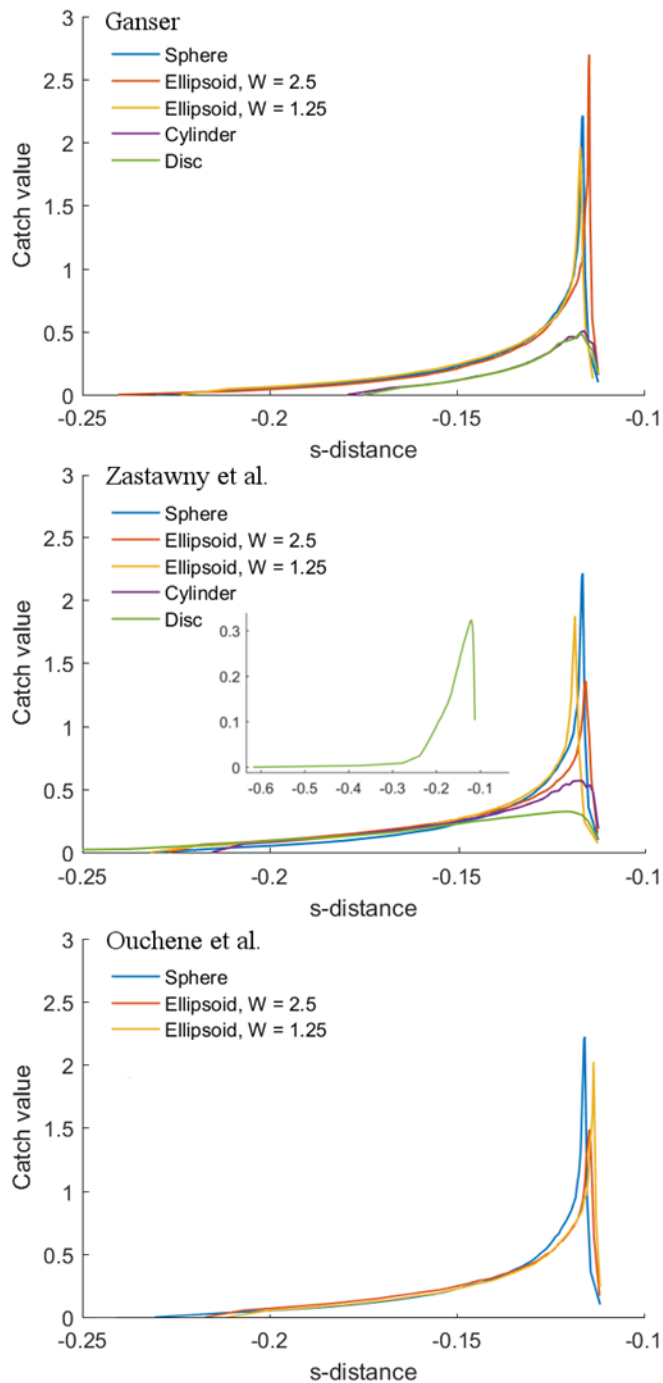 Ganser
3
2.5
2
1.5
1
0.5
0
Catch value
Sphere
Ellipsoid, W = 2.5
Ellipsoid, W = 1.25
Cylinder
Disc
-0.25
-0.2
-0.15
-0.1
s-distance
Zastawny et al.
3
2.5
2
1.5
1
0.5
0
Catch value
Sphere
Ellipsoid, W = 2.5
Ellipsoid, W = 1.25
Cylinder
Disc
0.3
0.2
0.1
0
-0.6
-0.5
-0.4
-0.3
-0.2
-0.1
-0.25
-0.2
-0.15
-0.1
s-distance
Ouchene et al.
3
2.5
2
1.5
1
0.5
0
Catch value
Sphere
Ellipsoid, W = 2.5
Ellipsoid, W = 1.25
-0.25
-0.2
-0.15
-0.1
s-distance